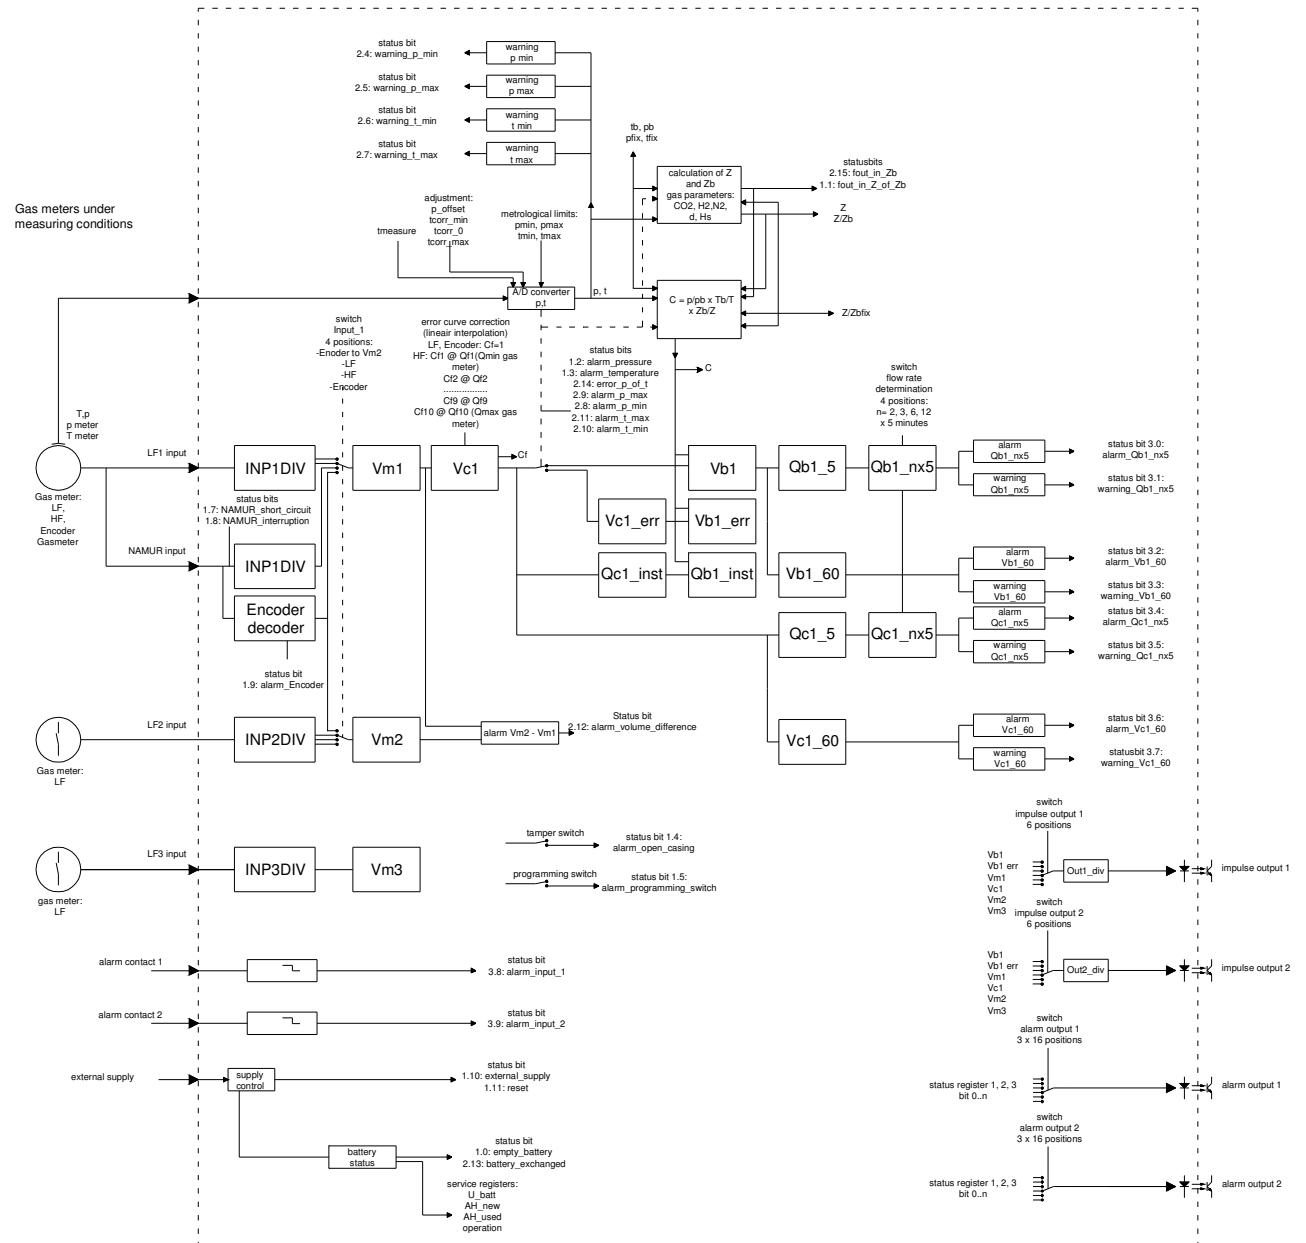 status bit
2.4: warning_p_min
warning
p min
status bit
2.5: warning_p_max
warning
p max
status bit
2.6: warning_t_min
warning
t min
status bit
2.7: warning_t_max
warning
t max
tb, pb
pfix, tfix
calculation of Z
and Zb
gas parameters:
CO2, H2,N2,
d, Hs
statusbits
2.15: fout_in_Zb
1.1: fout_in_Z_of_Zb
Z
Z/Zb
Gas meters under
measuring conditions
adjustment:
p_offset
tcorr_min
tcorr_0
tcorr_max
metrological limits:
pmin, pmax
tmin, tmax
tmeasure
A/D converter
p,t
p, t
C = p/pb x Tb/T
x Zb/Z
Z/Zbfix
C
switch
Input_1
4 positions:
-Enoder to Vm2
-LF
-HF
-Encoder
error curve correction
(lineair interpolation)
LF, Encoder: Cf=1
HF: Cf1 @ Qf1(Qmin gas
meter)
Cf2 @ Qf2
..................
Cf9 @ Qf9
Cf10 @ Qf10 (Qmax gas
meter)
status bits
1.2: alarm_pressure
1.3: alarm_temperature
2.14: error_p_of_t
2.9: alarm_p_max
2.8: alarm_p_min
2.11: alarm_t_max
2.10: alarm_t_min
switch
flow rate
determination
4 positions:
n= 2, 3, 6, 12
x 5 minutes
T,p
p meter
T meter
LF1 input
INP1DIV
Vm1
Vc1
Cf
Vb1
Qb1_5
Qb1_nx5
alarm
Qb1_nx5
status bit 3.0:
alarm_Qb1_nx5
warning
Qb1_nx5
status bit 3.1:
warning_Qb1_nx5
Gas meter:
LF,
HF,
Encoder
Gasmeter
status bits
1.7: NAMUR_short_circuit
1.8: NAMUR_interruption
Vc1_err
Vb1_err
NAMUR input
INP1DIV
Qc1_inst
Qb1_inst
Vb1_60
alarm
Vb1_60
status bit 3.2:
alarm_Vb1_60
warning
Vb1_60
status bit 3.3:
warning_Vb1_60
Encoder
decoder
Qc1_5
Qc1_nx5
alarm
Qc1_nx5
status bit 3.4:
alarm_Qc1_nx5
warning
Qc1_nx5
status bit 3.5:
warning_Qc1_nx5
status bit
1.9: alarm_Encoder
LF2 input
INP2DIV
Vm2
alarm Vm2 - Vm1
Status bit
2.12: alarm_volume_difference
Gas meter:
LF
Vc1_60
alarm
Vc1_60
status bit 3.6:
alarm_Vc1_60
warning
Vc1_60
statusbit 3.7:
warning_Vc1_60
LF3 input
INP3DIV
Vm3
gas meter:
LF
tamper switch
status bit 1.4:
alarm_open_casing
programming switch
status bit 1.5:
alarm_programming_switch
switch
impulse output 1
6 positions
Vb1
Vb1 err
Vm1
Vc1
Vm2
Vm3
Out1_div
impulse output 1
switch
impulse output 2
6 positions
Vb1
Vb1 err
Vm1
Vc1
Vm2
Vm3
Out2_div
impulse output 2
alarm contact 1
status bit
3.8: alarm_input_1
alarm contact 2
status bit
3.9: alarm_input_2
switch
alarm output 1
3 x 16 positions
external supply
supply
control
status bit
1.10: external_supply
1.11: reset
status register 1, 2, 3
bit 0..n
alarm output 1
switch
alarm output 2
3 x 16 positions
battery
status
status bit
1.0: empty_battery
2.13: battery_exchanged
service registers:
U_batt
AH_new
AH_used
operation
status register 1, 2, 3
bit 0..n
alarm output 2